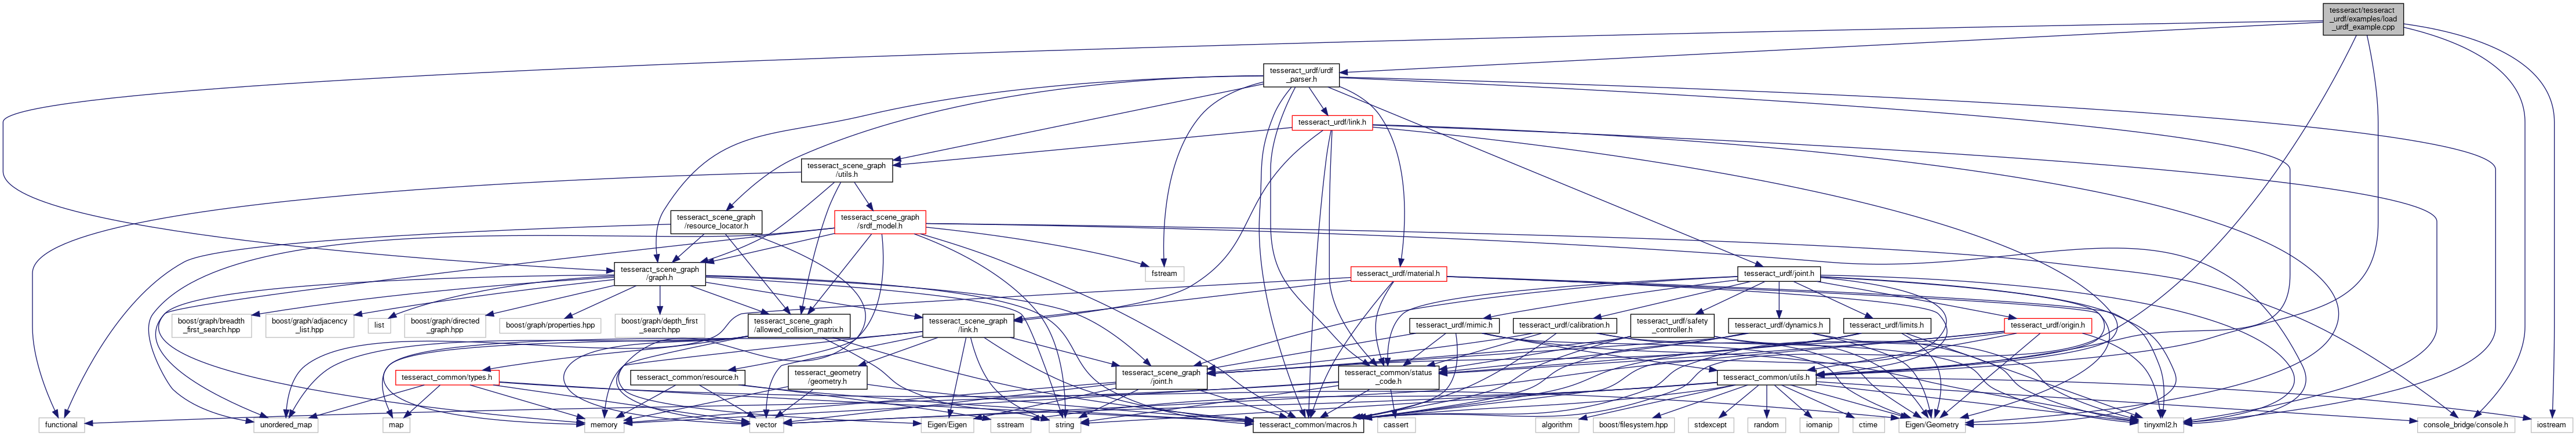 tesseract/tesseract
_urdf/examples/load
_urdf_example.cpp
tesseract_urdf/urdf
_parser.h
tesseract_urdf/link.h
tesseract_scene_graph
/utils.h
tesseract_scene_graph
/resource_locator.h
tesseract_scene_graph
/srdf_model.h
tesseract_scene_graph
/graph.h
fstream
tesseract_urdf/material.h
tesseract_urdf/joint.h
boost/graph/breadth
_first_search.hpp
boost/graph/adjacency
_list.hpp
list
boost/graph/directed
_graph.hpp
boost/graph/properties.hpp
boost/graph/depth_first
_search.hpp
tesseract_scene_graph
/allowed_collision_matrix.h
tesseract_scene_graph
/link.h
tesseract_urdf/mimic.h
tesseract_urdf/calibration.h
tesseract_urdf/safety
_controller.h
tesseract_urdf/dynamics.h
tesseract_urdf/limits.h
tesseract_urdf/origin.h
tesseract_common/types.h
tesseract_common/resource.h
tesseract_geometry
/geometry.h
tesseract_scene_graph
/joint.h
tesseract_common/status
_code.h
tesseract_common/utils.h
functional
unordered_map
map
memory
vector
Eigen/Eigen
sstream
string
tesseract_common/macros.h
cassert
algorithm
boost/filesystem.hpp
stdexcept
random
iomanip
ctime
Eigen/Geometry
tinyxml2.h
console_bridge/console.h
iostream